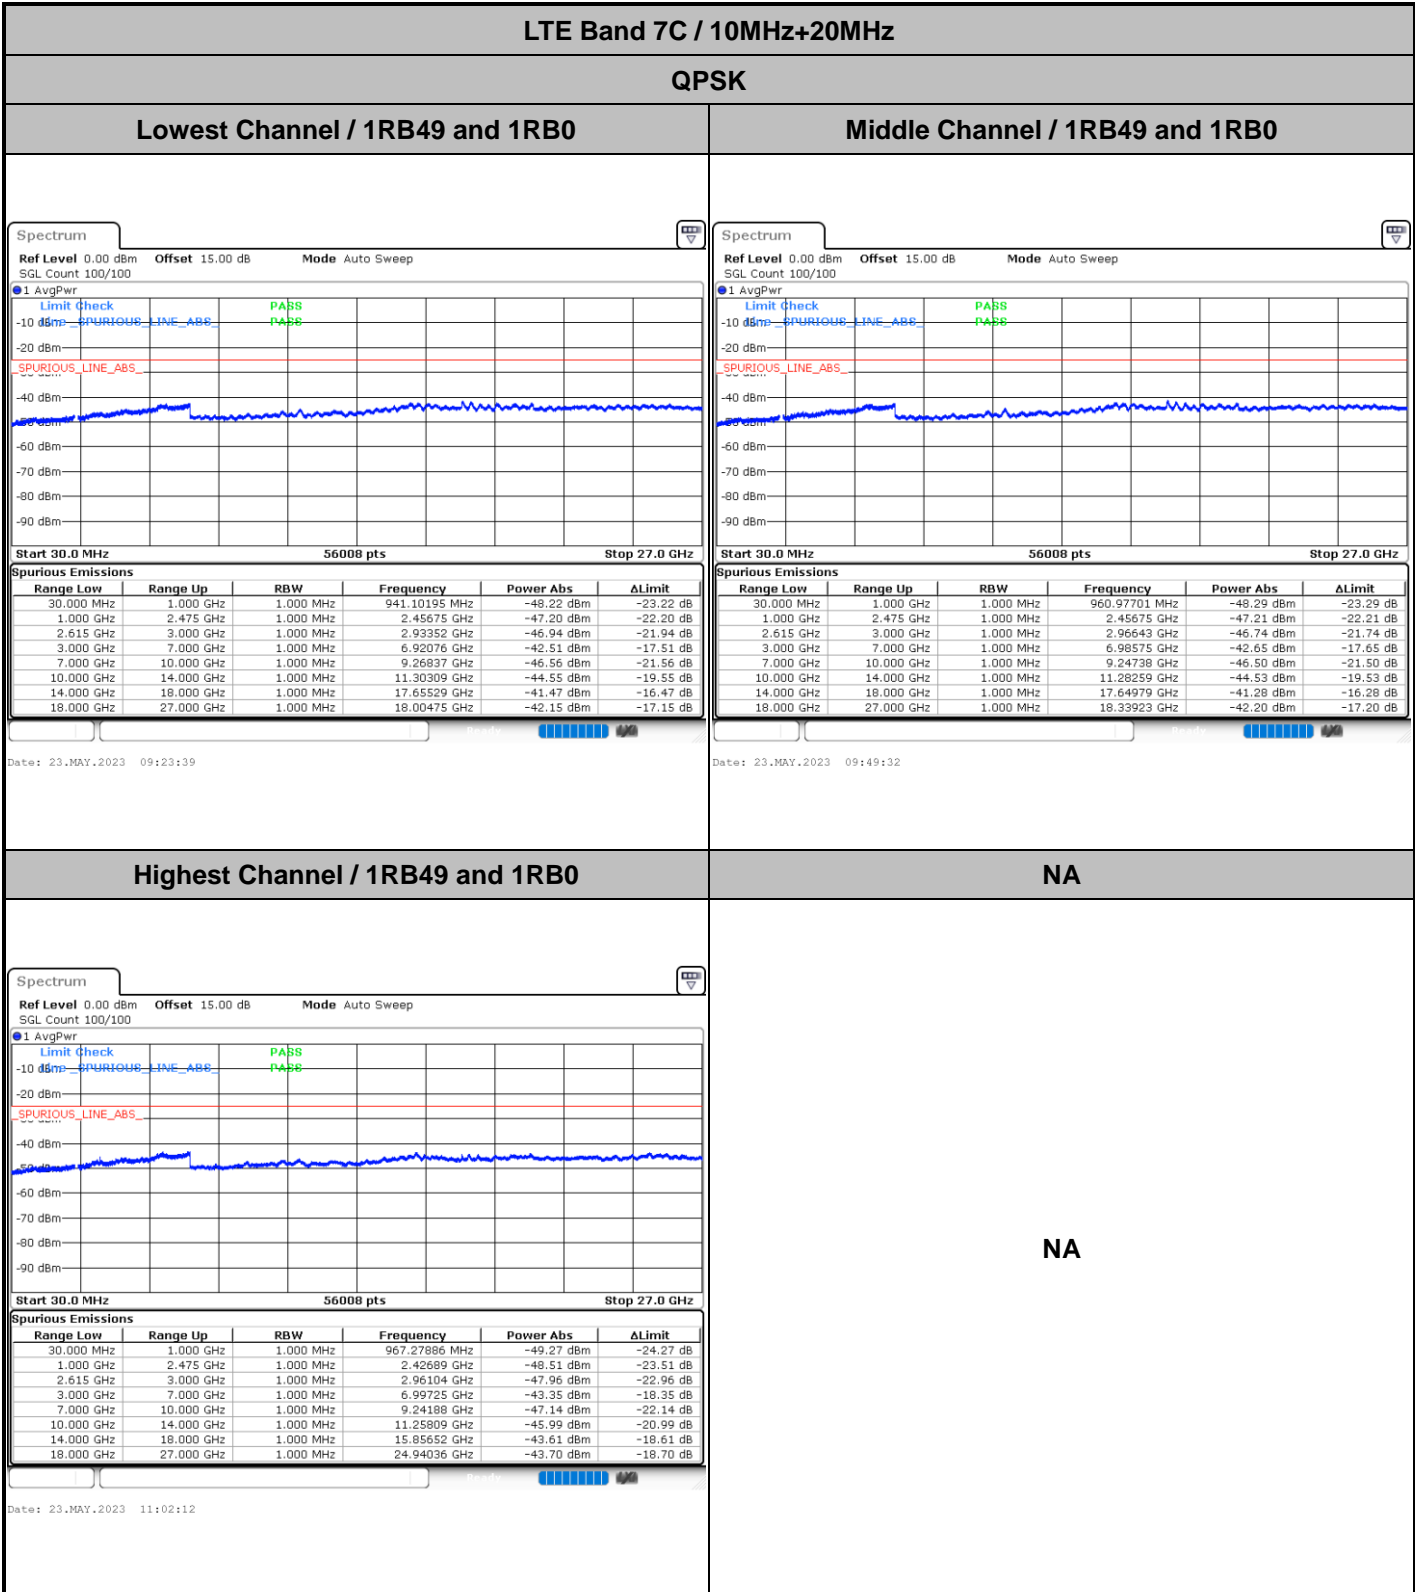 LTE Band 7C / 10MHz+20MHz
QPSK
Lowest Channel / 1RB49 and 1RB0
Middle Channel / 1RB49 and 1RB0
Spectrum
Ref Level 0.00 dBm Offset 15.00 dB Mode Auto Sweep
SGL Count 100/100
1 AvgPwr
Limit Check PASS
Line _SPURIOUS_LINE_ABS_ PASS
-10 dBm
-20 dBm
_SPURIOUS_LINE_ABS_
-40 dBm
-50 dBm
-60 dBm
-70 dBm
-80 dBm
-90 dBm
Start 30.0 MHz 56008 pts Stop 27.0 GHz
Spurious Emissions
Range Low Range Up RBW Frequency Power Abs ΔLimit
30.000 MHz 1.000 GHz 1.000 MHz 941.10195 MHz -48.22 dBm -23.22 dB
1.000 GHz 2.475 GHz 1.000 MHz 2.45675 GHz -47.20 dBm -22.20 dB
2.615 GHz 3.000 GHz 1.000 MHz 2.93352 GHz -46.94 dBm -21.94 dB
3.000 GHz 7.000 GHz 1.000 MHz 6.92076 GHz -42.51 dBm -17.51 dB
7.000 GHz 10.000 GHz 1.000 MHz 9.26837 GHz -46.56 dBm -21.56 dB
10.000 GHz 14.000 GHz 1.000 MHz 11.30309 GHz -44.55 dBm -19.55 dB
14.000 GHz 18.000 GHz 1.000 MHz 17.65529 GHz -41.47 dBm -16.47 dB
18.000 GHz 27.000 GHz 1.000 MHz 18.00475 GHz -42.15 dBm -17.15 dB
Ready
Date: 23.MAY.2023 09:23:39
Spectrum
Ref Level 0.00 dBm Offset 15.00 dB Mode Auto Sweep
SGL Count 100/100
1 AvgPwr
Limit Check PASS
Line _SPURIOUS_LINE_ABS_ PASS
-10 dBm
-20 dBm
_SPURIOUS_LINE_ABS_
-40 dBm
-50 dBm
-60 dBm
-70 dBm
-80 dBm
-90 dBm
Start 30.0 MHz 56008 pts Stop 27.0 GHz
Spurious Emissions
Range Low Range Up RBW Frequency Power Abs ΔLimit
30.000 MHz 1.000 GHz 1.000 MHz 960.97701 MHz -48.29 dBm -23.29 dB
1.000 GHz 2.475 GHz 1.000 MHz 2.45675 GHz -47.21 dBm -22.21 dB
2.615 GHz 3.000 GHz 1.000 MHz 2.96643 GHz -46.74 dBm -21.74 dB
3.000 GHz 7.000 GHz 1.000 MHz 6.98575 GHz -42.65 dBm -17.65 dB
7.000 GHz 10.000 GHz 1.000 MHz 9.24738 GHz -46.50 dBm -21.50 dB
10.000 GHz 14.000 GHz 1.000 MHz 11.28259 GHz -44.53 dBm -19.53 dB
14.000 GHz 18.000 GHz 1.000 MHz 17.64979 GHz -41.28 dBm -16.28 dB
18.000 GHz 27.000 GHz 1.000 MHz 18.33923 GHz -42.20 dBm -17.20 dB
Ready
Date: 23.MAY.2023 09:49:32
Highest Channel / 1RB49 and 1RB0
NA
Spectrum
Ref Level 0.00 dBm Offset 15.00 dB Mode Auto Sweep
SGL Count 100/100
1 AvgPwr
Limit Check PASS
Line _SPURIOUS_LINE_ABS_ PASS
-10 dBm
-20 dBm
_SPURIOUS_LINE_ABS_
-40 dBm
-50 dBm
-60 dBm
-70 dBm
-80 dBm
-90 dBm
Start 30.0 MHz 56008 pts Stop 27.0 GHz
Spurious Emissions
Range Low Range Up RBW Frequency Power Abs ΔLimit
30.000 MHz 1.000 GHz 1.000 MHz 967.27886 MHz -49.27 dBm -24.27 dB
1.000 GHz 2.475 GHz 1.000 MHz 2.42689 GHz -48.51 dBm -23.51 dB
2.615 GHz 3.000 GHz 1.000 MHz 2.96104 GHz -47.96 dBm -22.96 dB
3.000 GHz 7.000 GHz 1.000 MHz 6.99725 GHz -43.35 dBm -18.35 dB
7.000 GHz 10.000 GHz 1.000 MHz 9.24188 GHz -47.14 dBm -22.14 dB
10.000 GHz 14.000 GHz 1.000 MHz 11.25809 GHz -45.99 dBm -20.99 dB
14.000 GHz 18.000 GHz 1.000 MHz 15.85652 GHz -43.61 dBm -18.61 dB
18.000 GHz 27.000 GHz 1.000 MHz 24.94036 GHz -43.70 dBm -18.70 dB
Ready
Date: 23.MAY.2023 11:02:12
NA